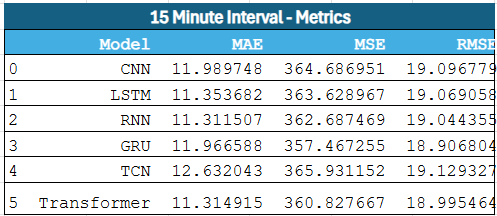 15 Minute Interval - Metrics
Model MAE MSE RMSE
0 CNN 11.989748 364.686951 19.096779
1 LSTM 11.353682 363.628967 19.069058
2 RNN 11.311507 362.687469 19.044355
3 GRU 11.966588 357.467255 18.906804
4 TCN 12.632043 365.931152 19.129327
5 Transformer 11.314915 360.827667 18.995464